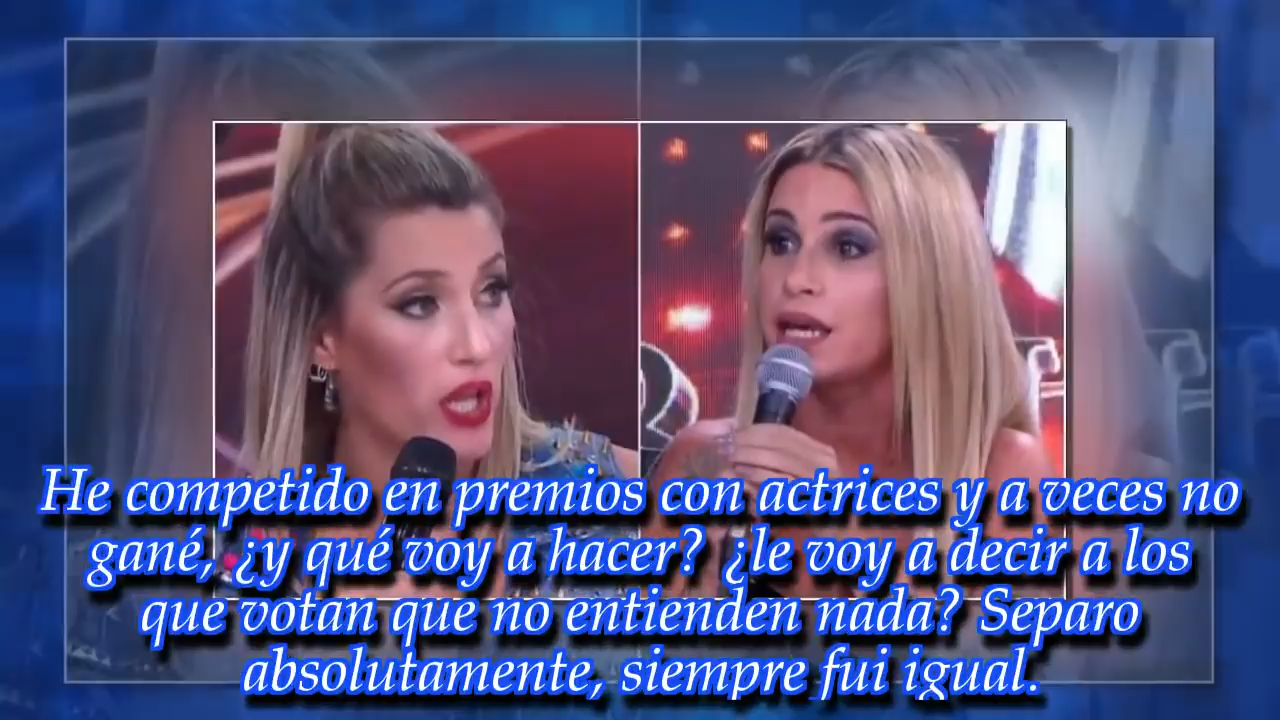 He competido en premios con actrices y a veces no
gané, ¿y qué voy a hacer? ¿le voy a decir a los
que votan que no entienden nada? Separo
absolutamente, siempre fui igual.